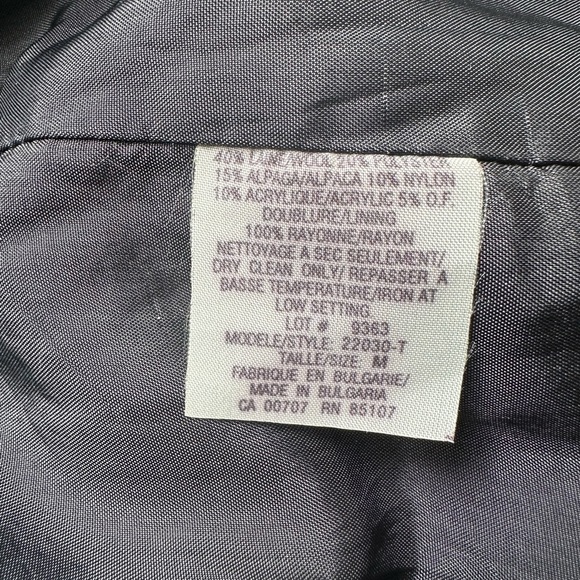 40% LAINE/WOOL 20% POLYSTER
15% ALPAGA/ALPACA 10% NYLON
10% ACRYLIQUE/ACRYLIC 5% O.F.
DOUBLURE/LINING
100% RAYONNE/RAYON
NETTOYAGE A SEC SEULEMENT/
DRY CLEAN ONLY/ REPASSER A
BASSE TEMPERATURE/IRON AT
LOW SETTING
LOT # 9363
MODELE/STYLE: 22030-T
TAILLE/SIZE: M
FABRIQUE EN BULGARIE/
MADE IN BULGARIA
CA 00707 RN 85107